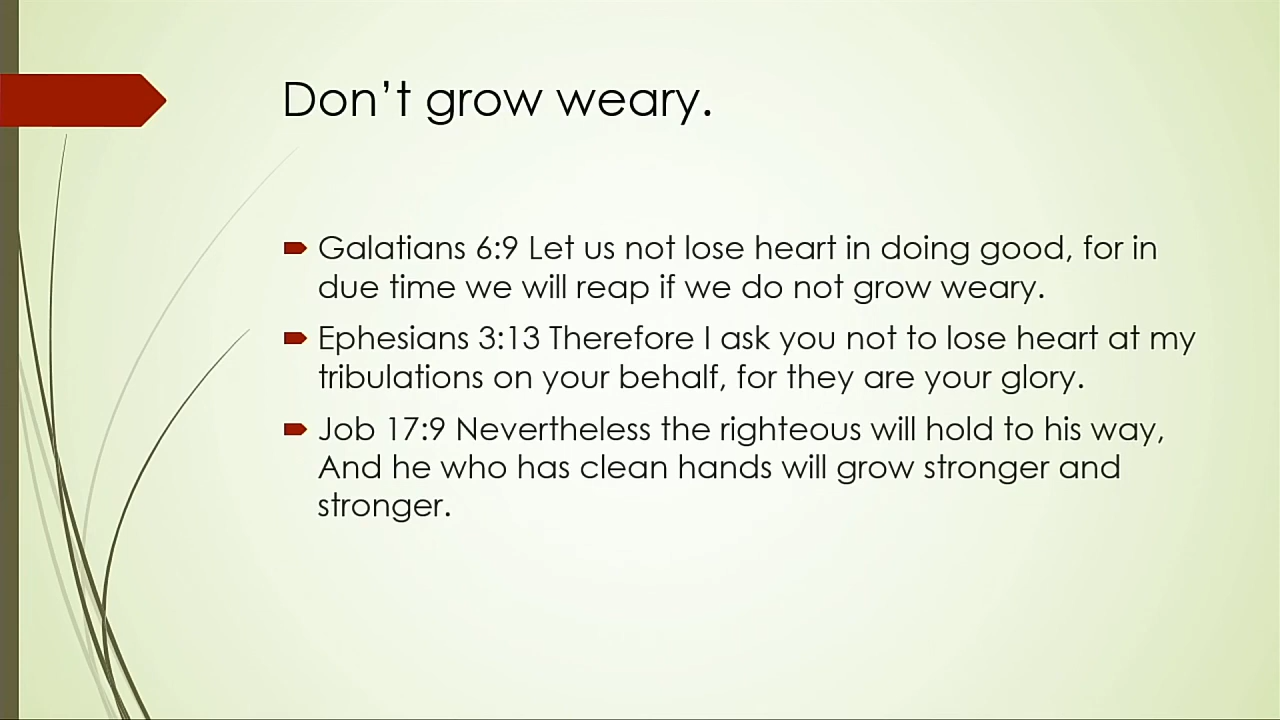 Don’t grow weary.
Galatians 6:9 Let us not lose heart in doing good, for in
due time we will reap if we do not grow weary.
Ephesians 3:13 Therefore I ask you not to lose heart at my
tribulations on your behalf, for they are your glory.
Job 17:9 Nevertheless the righteous will hold to his way,
And he who has clean hands will grow stronger and
stronger.